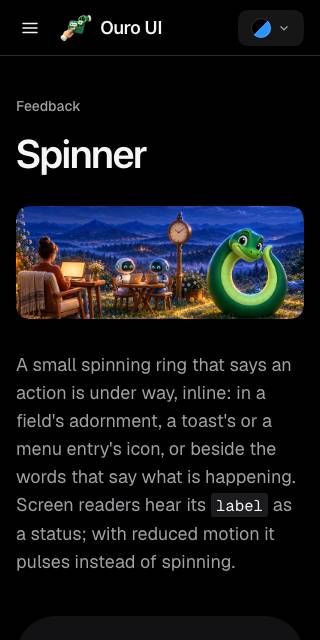 Ouro UI
Feedback
Spinner
A small spinning ring that says an
action is under way, inline: in a
field's adornment, a toast's or a
menu entry's icon, or beside the
words that say what is happening.
Screen readers hear its label as
a status; with reduced motion it
pulses instead of spinning.